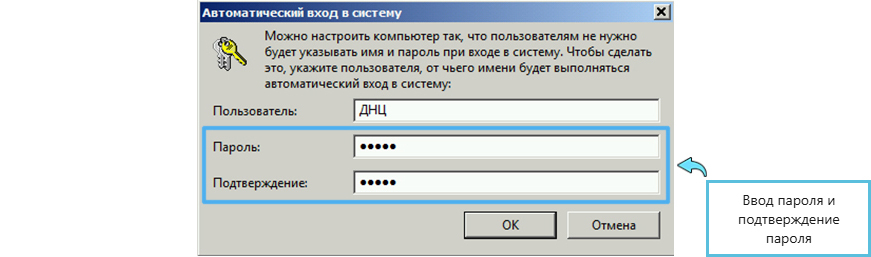 Автоматический вход в систему
Можно настроить компьютер так, что пользователям не нужно
будет указывать имя и пароль при входе в систему. Чтобы сделать
это, укажите пользователя, от чьего имени будет выполняться
автоматический вход в систему:
Пользователь: ДНЦ
Пароль: •••••
Подтверждение: •••••
ОК Отмена
Ввод пароля и
подтверждение
пароля